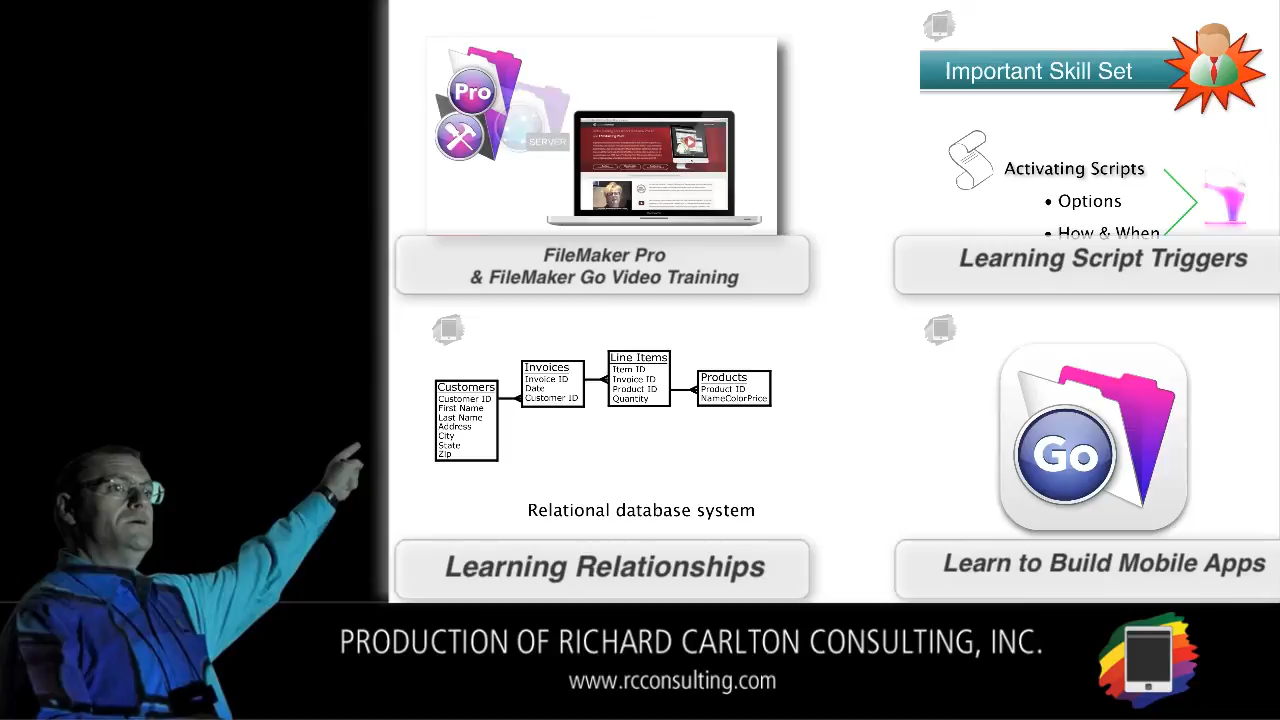 Pro
SERVER
FileMaker Pro
& FileMaker Go Video Training
Important Skill Set
Activating Scripts
• Options
• How & When
Learning Script Triggers
Customers
Customer ID
First Name
Last Name
Address
City
State
Zip
Invoices
Invoice ID
Date
Customer ID
Line Items
Item ID
Invoice ID
Product ID
Quantity
Products
Product ID
NameColorPrice
Relational database system
Learning Relationships
Go
Learn to Build Mobile Apps
PRODUCTION OF RICHARD CARLTON CONSULTING, INC.
www.rcconsulting.com